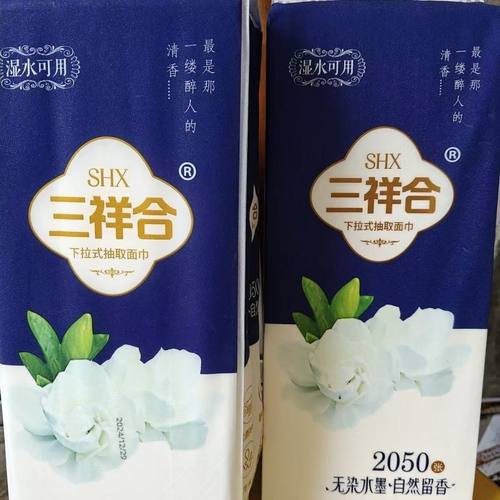 湿水可用
最是那
一缕醉人的
清香......
SHX
®
三祥合
下拉式抽取面巾
2024/12/29
湿水可用
最是那
一缕醉人的
清香......
SHX
®
三祥合
下拉式抽取面巾
2050张
无染水墨·自然留香